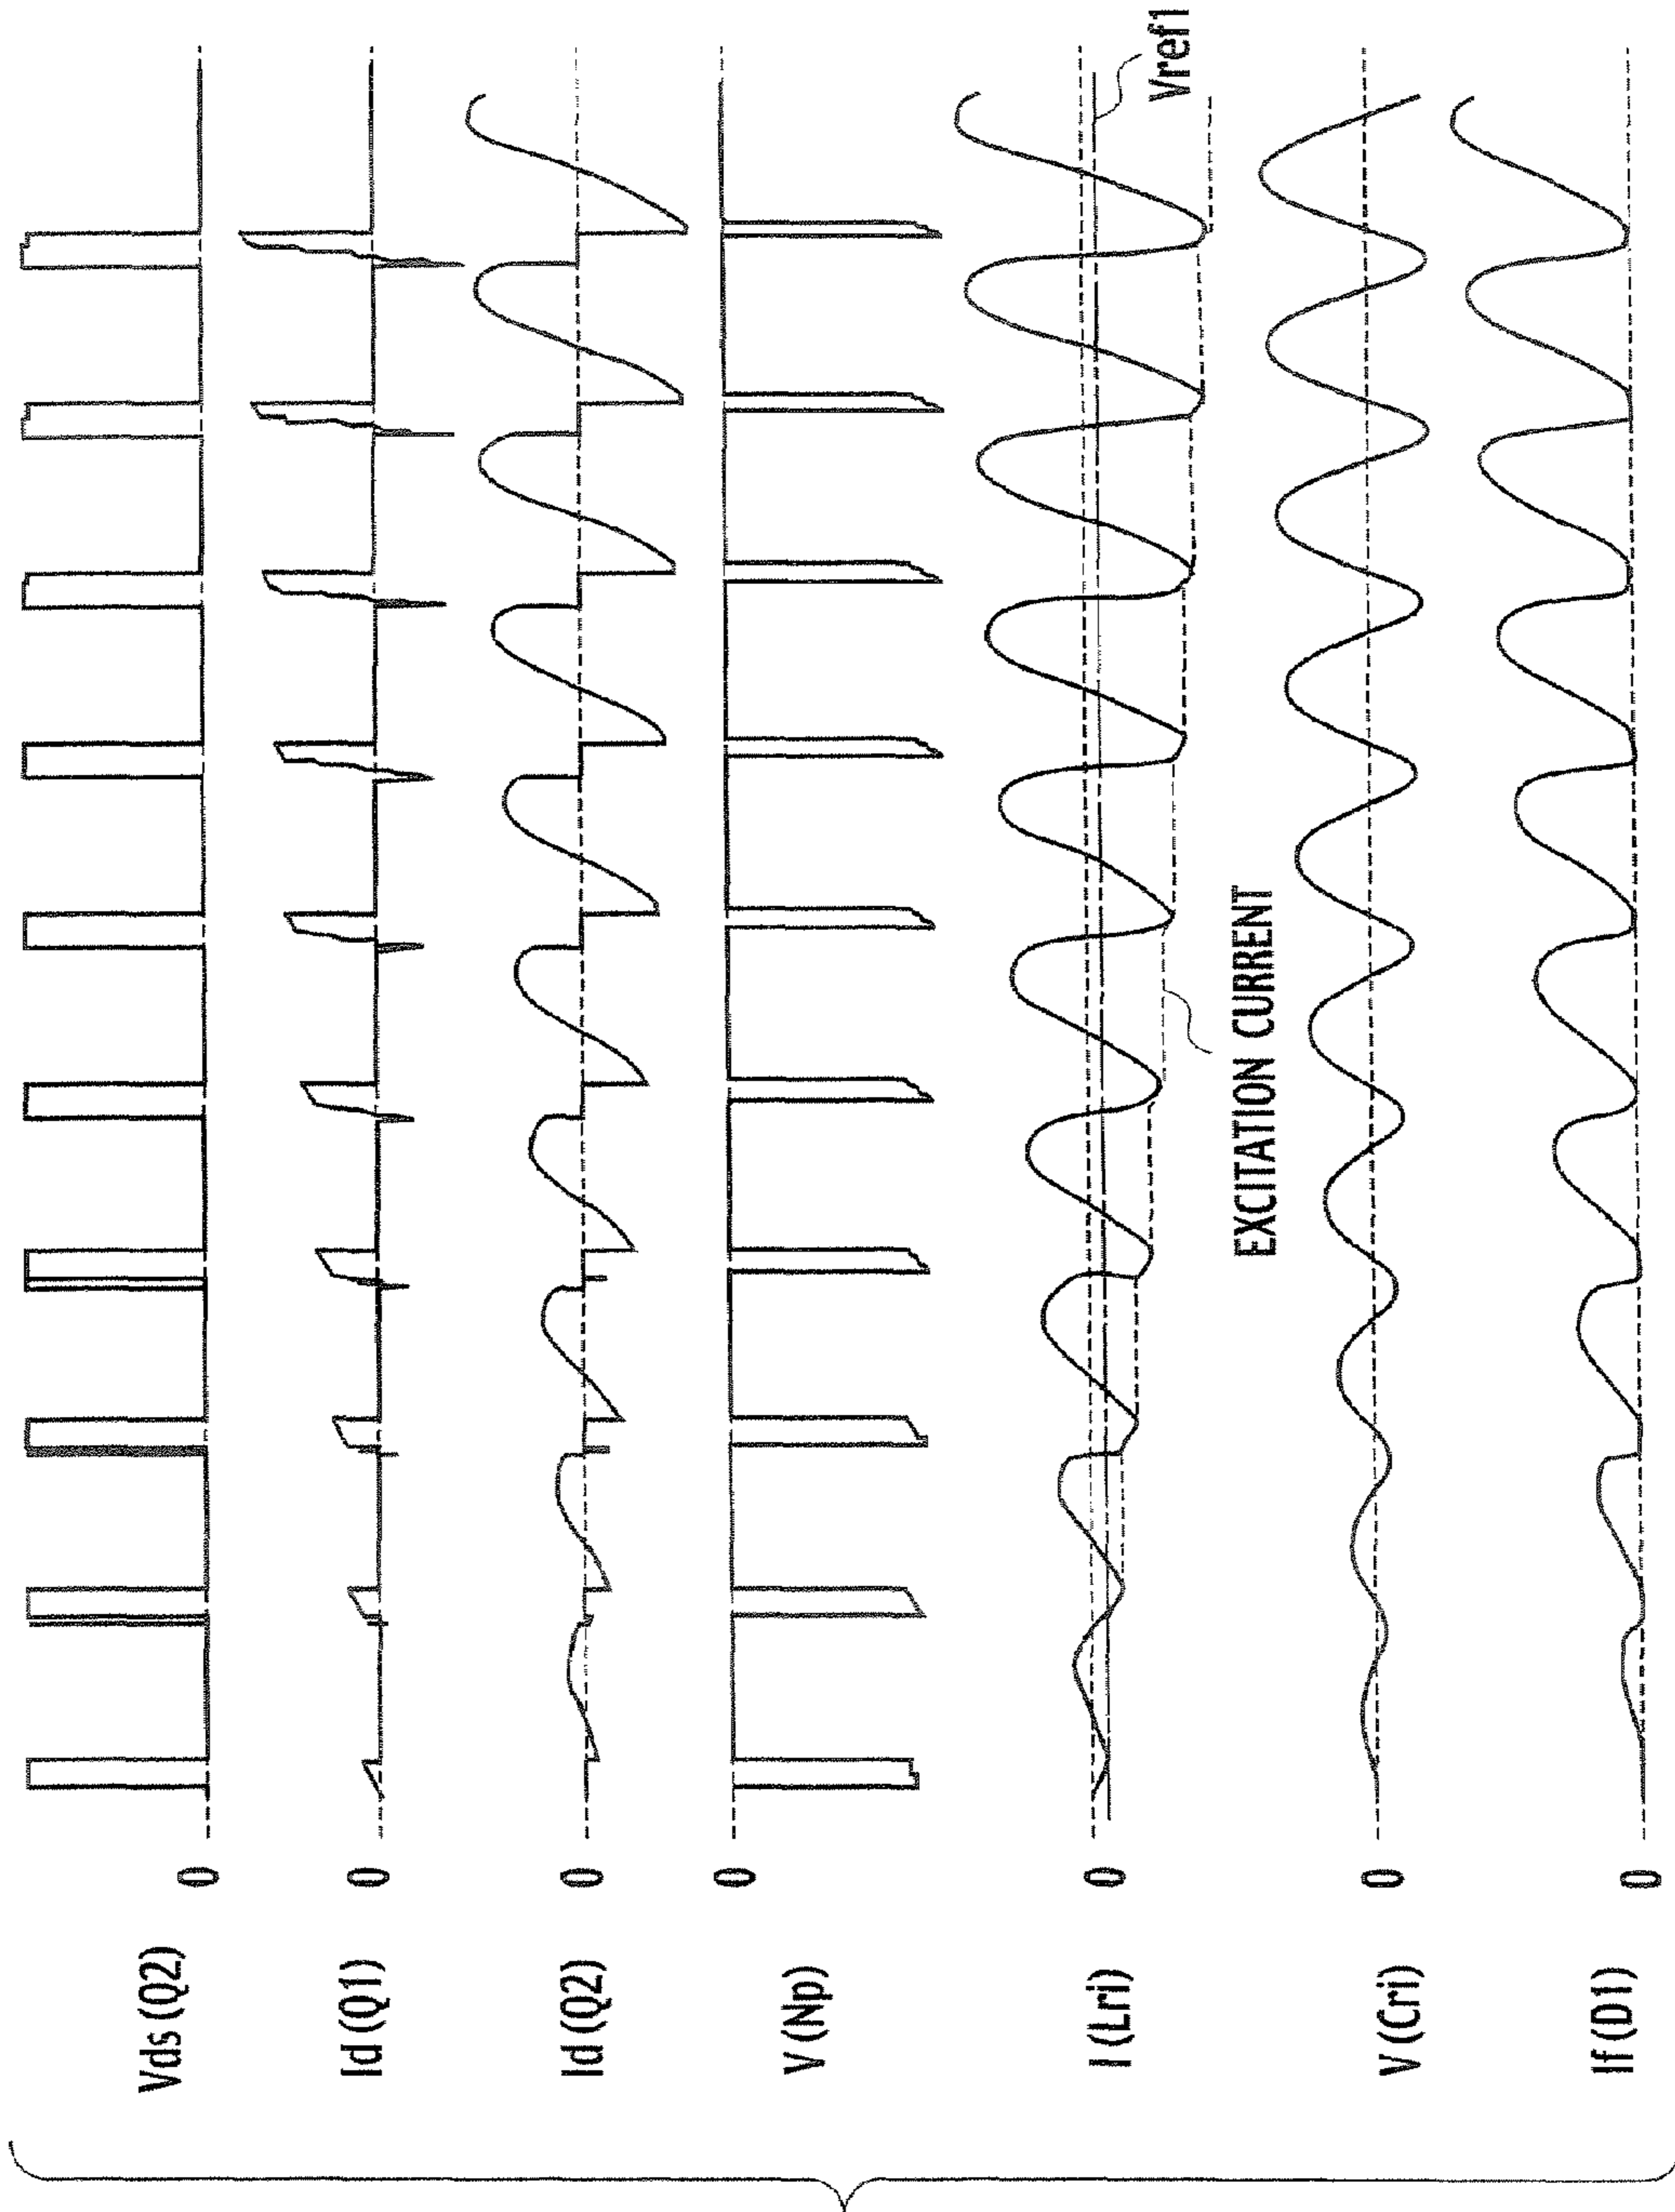 Vds (Q2)
0
Id (Q1)
0
Id (Q2)
0
V (Np)
0
I (Lri)
0
Vref1
EXCITATION CURRENT
V (Cri)
0
If (D1)
0